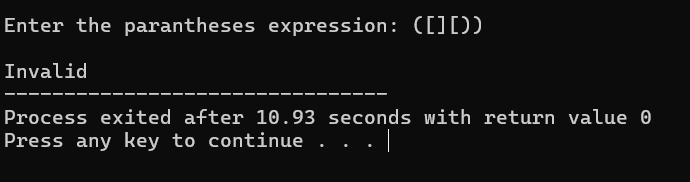 Enter the parantheses expression: ([][))
Invalid
--------------------------------
Process exited after 10.93 seconds with return value 0
Press any key to continue . . .